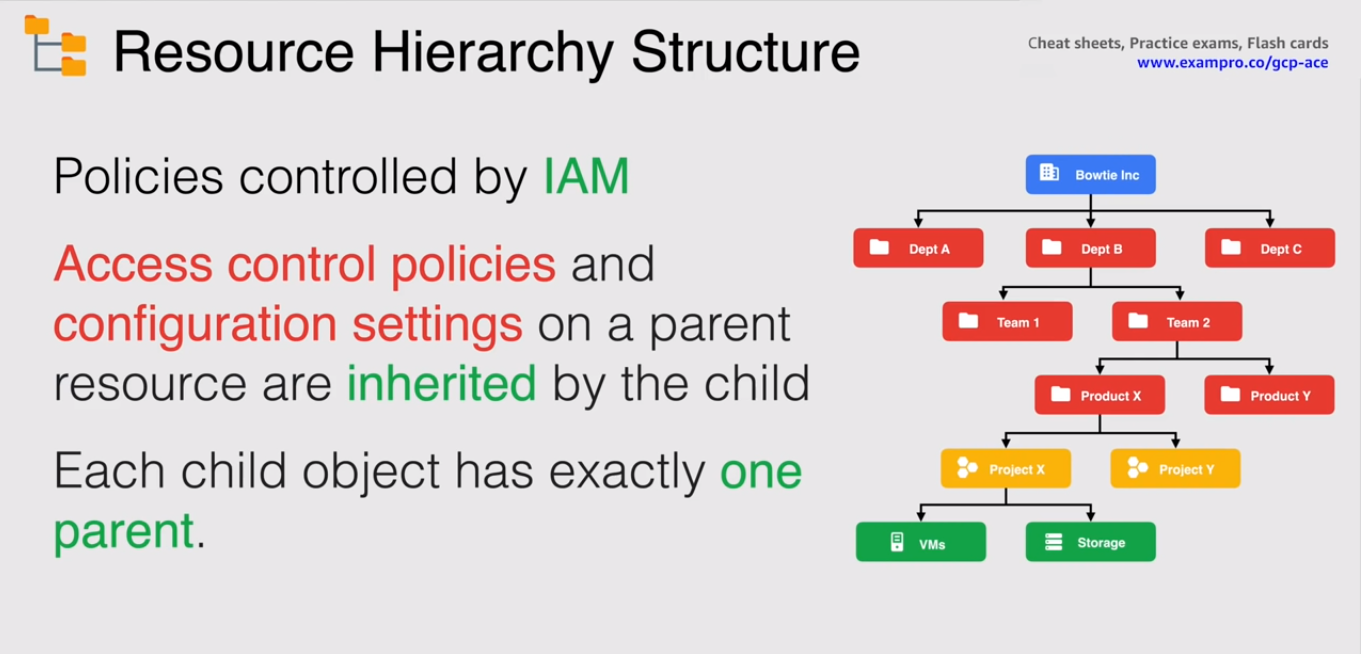 Resource Hierarchy Structure
Cheat sheets, Practice exams, Flash cards
www.exampro.co/gcp-ace
Policies controlled by IAM
Access control policies and
configuration settings on a parent
resource are inherited by the child
Each child object has exactly one
parent.
Bowtie Inc
Dept A
Dept B
Dept C
Team 1
Team 2
Product X
Product Y
Project X
Project Y
VMs
Storage